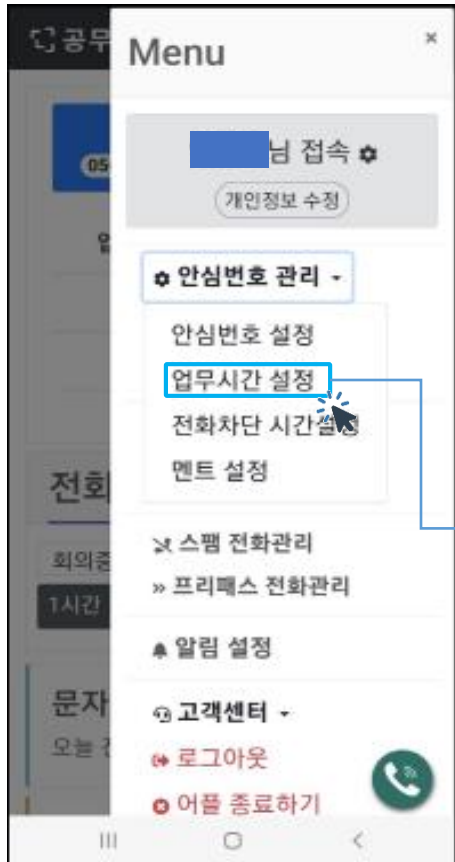 공무
Menu
×
님 접속
05
개인정보 수정
안심번호 관리
안심번호 설정
업무시간 설정
전화차단 시간설정
멘트 설정
전화
회의중
스팸 전화관리
» 프리패스 전화관리
1시간
알림 설정
문자
고객센터
오늘
로그아웃
어플 종료하기